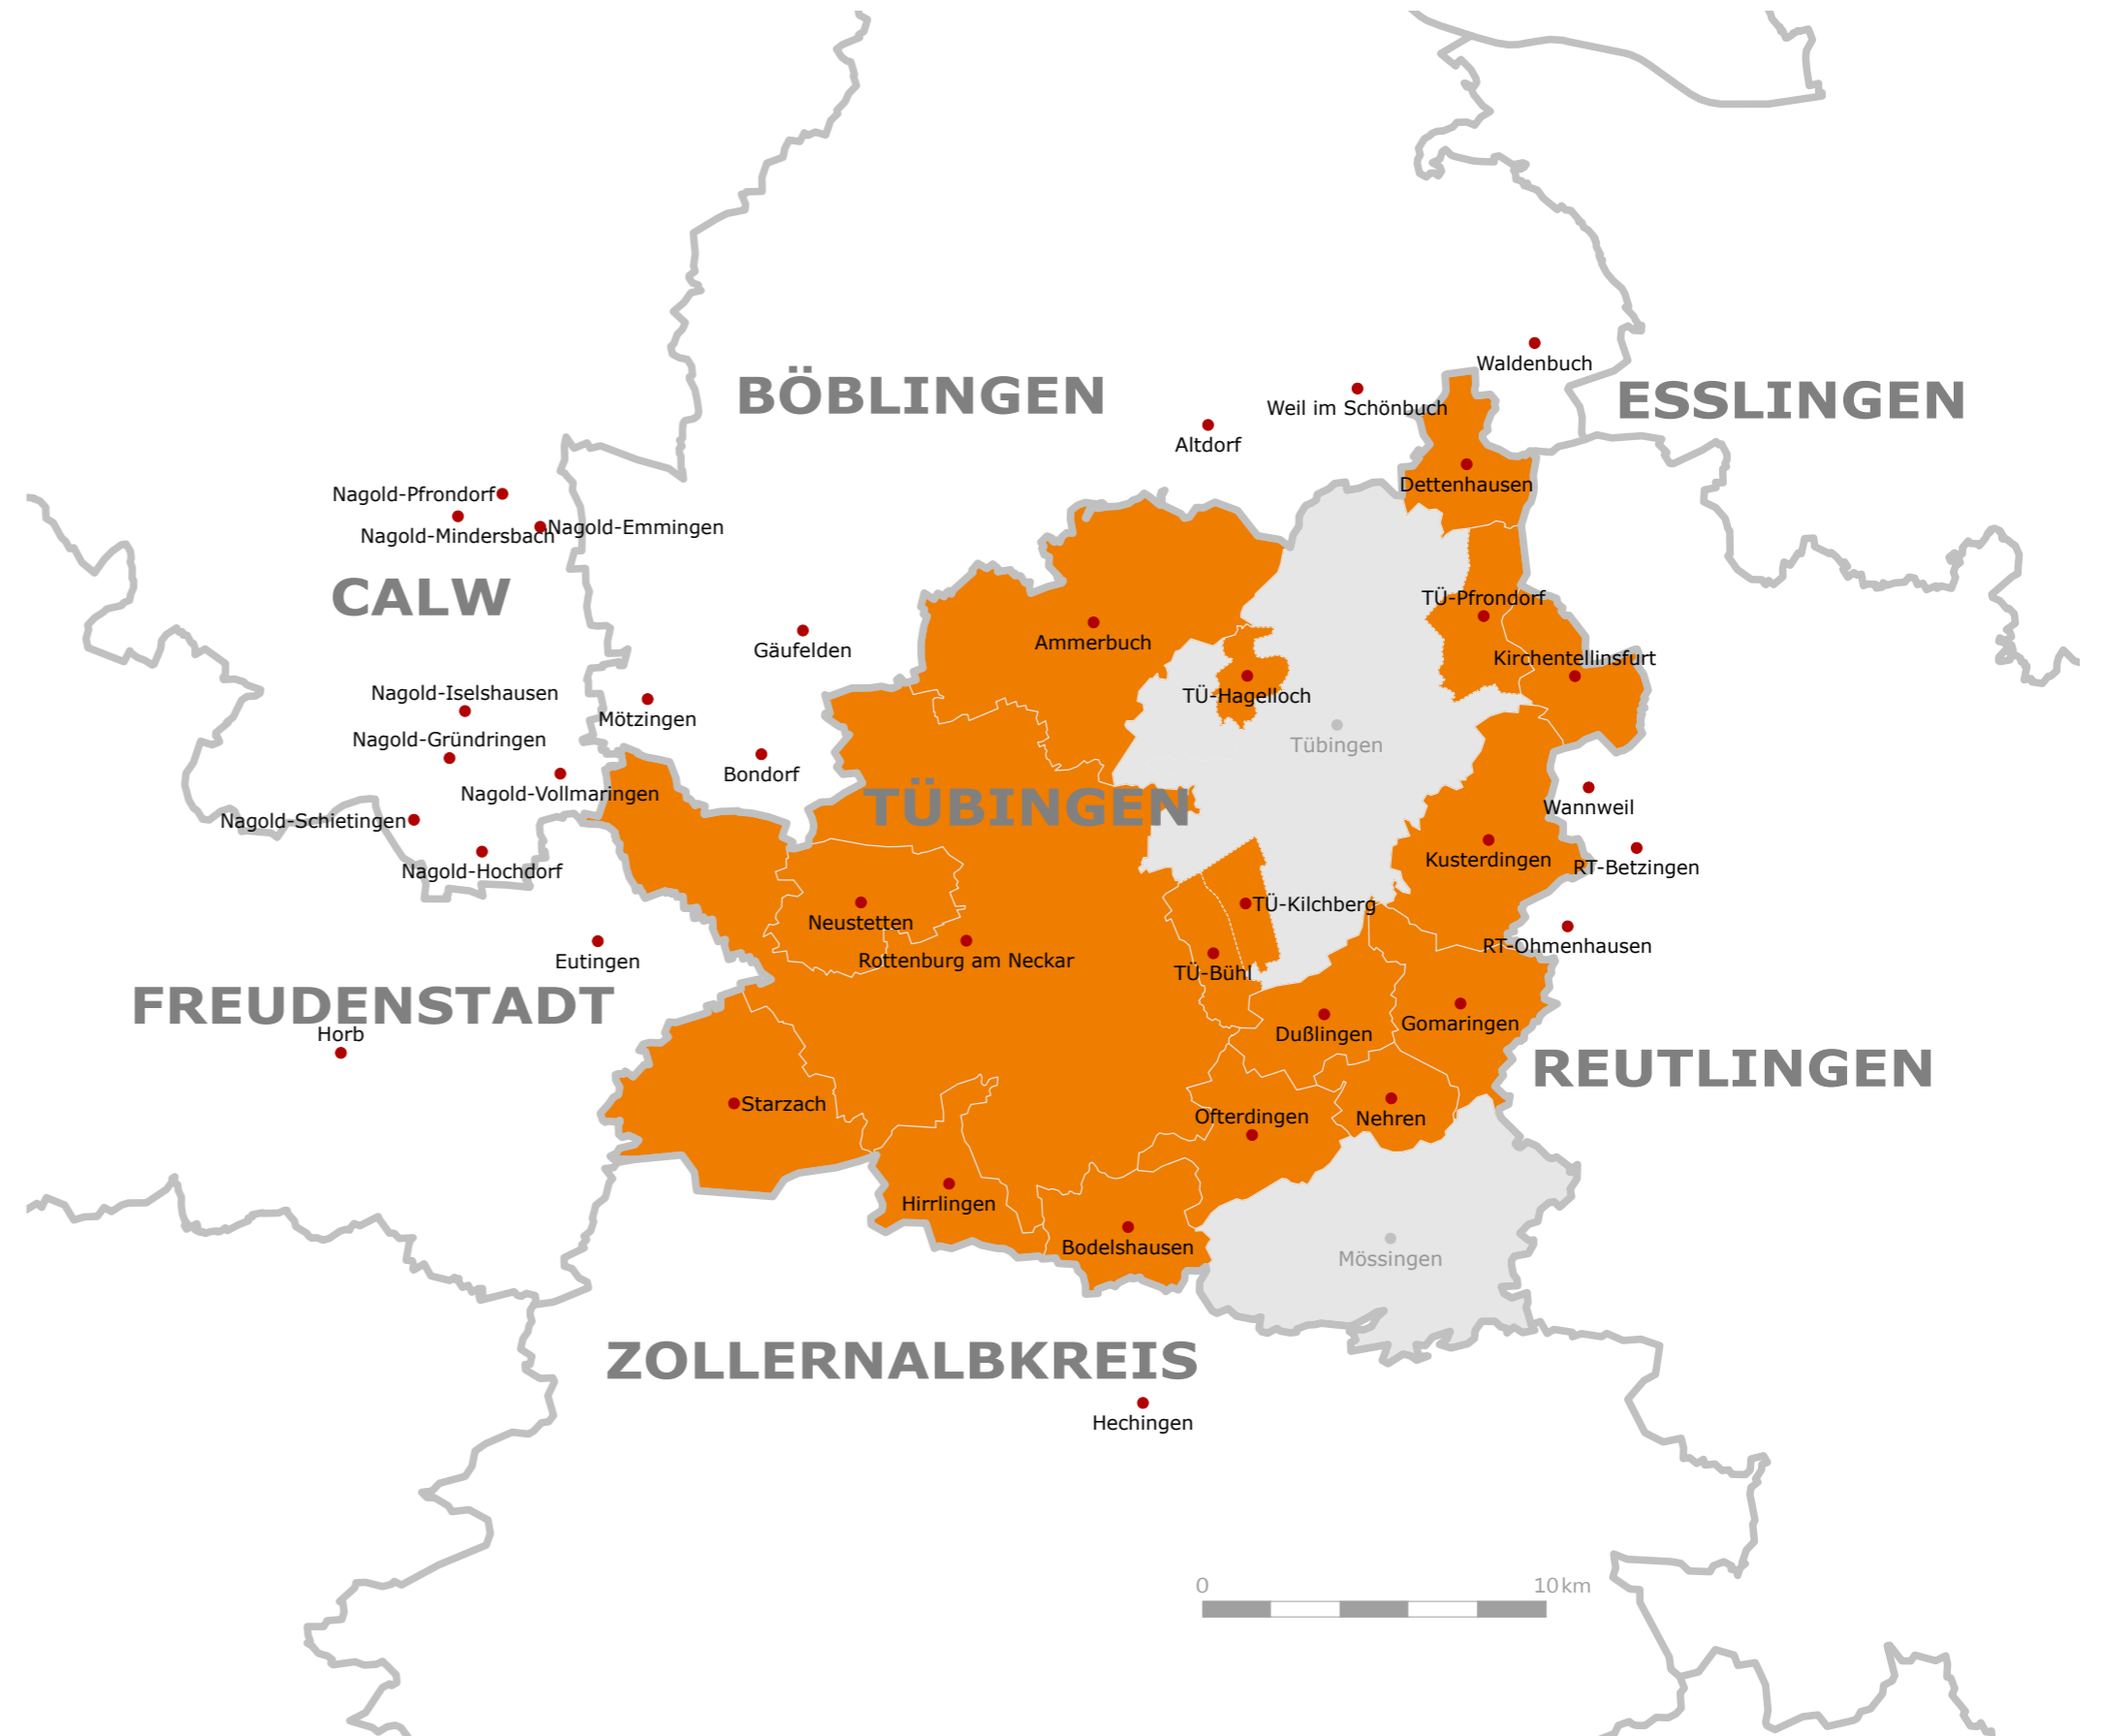 Waldenbuch
BÖBLINGEN
ESSLINGEN
Weil im Schönbuch
Altdorf
Dettenhausen
Nagold-Pfrondorf
Nagold-Emmingen
Nagold-Mindersbach
CALW
TÜ-Pfrondorf
Ammerbuch
Gäufelden
Kirchentellinsfurt
Nagold-Iselshausen
TÜ-Hagelloch
Mötzingen
Nagold-Gründringen
Tübingen
Bondorf
Nagold-Vollmaringen
TÜBINGEN
Wannweil
Nagold-Schietingen
Kusterdingen
RT-Betzingen
Nagold-Hochdorf
TÜ-Kilchberg
Neustetten
RT-Ohmenhausen
Eutingen
Rottenburg am Neckar
TÜ-Bühl
FREUDENSTADT
Gomaringen
Horb
Dußlingen
REUTLINGEN
Starzach
Ofterdingen
Nehren
Hirrlingen
Bodelshausen
Mössingen
ZOLLERNALBKREIS
Hechingen
0 10 km